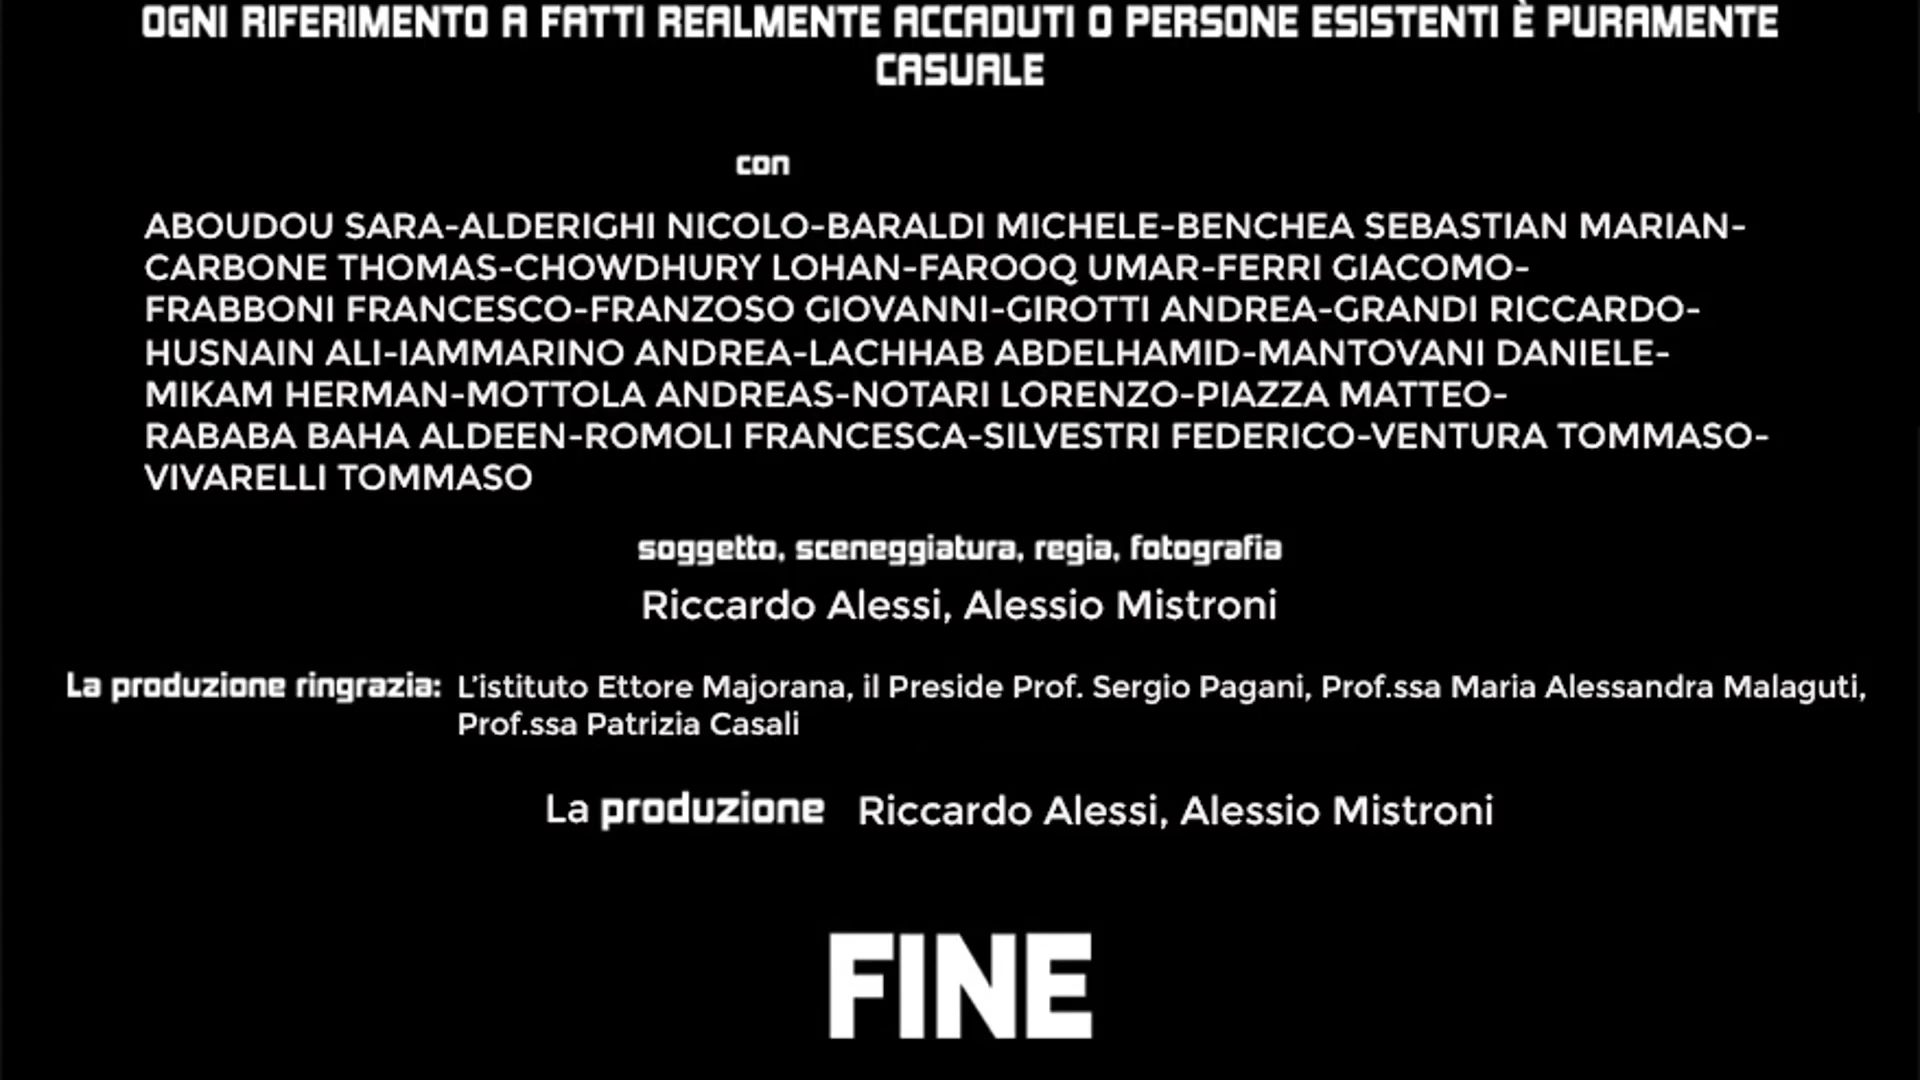 OGNI RIFERIMENTO A FATTI REALMENTE ACCADUTI O PERSONE ESISTENTI È PURAMENTE
CASUALE
con
ABOUDOU SARA-ALDERIGHI NICOLO-BARALDI MICHELE-BENCHEA SEBASTIAN MARIAN-
CARBONE THOMAS-CHOWDHURY LOHAN-FAROOQ UMAR-FERRI GIACOMO-
FRABBONI FRANCESCO-FRANZOSO GIOVANNI-GIROTTI ANDREA-GRANDI RICCARDO-
HUSNAIN ALI-IAMMARINO ANDREA-LACHHAB ABDELHAMID-MANTOVANI DANIELE-
MIKAM HERMAN-MOTTOLA ANDREAS-NOTARI LORENZO-PIAZZA MATTEO-
RABABA BAHA ALDEEN-ROMOLI FRANCESCA-SILVESTRI FEDERICO-VENTURA TOMMASO-
VIVARELLI TOMMASO
soggetto, sceneggiatura, regia, fotografia
Riccardo Alessi, Alessio Mistroni
La produzione ringrazia: L’istituto Ettore Majorana, il Preside Prof. Sergio Pagani, Prof.ssa Maria Alessandra Malaguti,
Prof.ssa Patrizia Casali
La produzione Riccardo Alessi, Alessio Mistroni
FINE